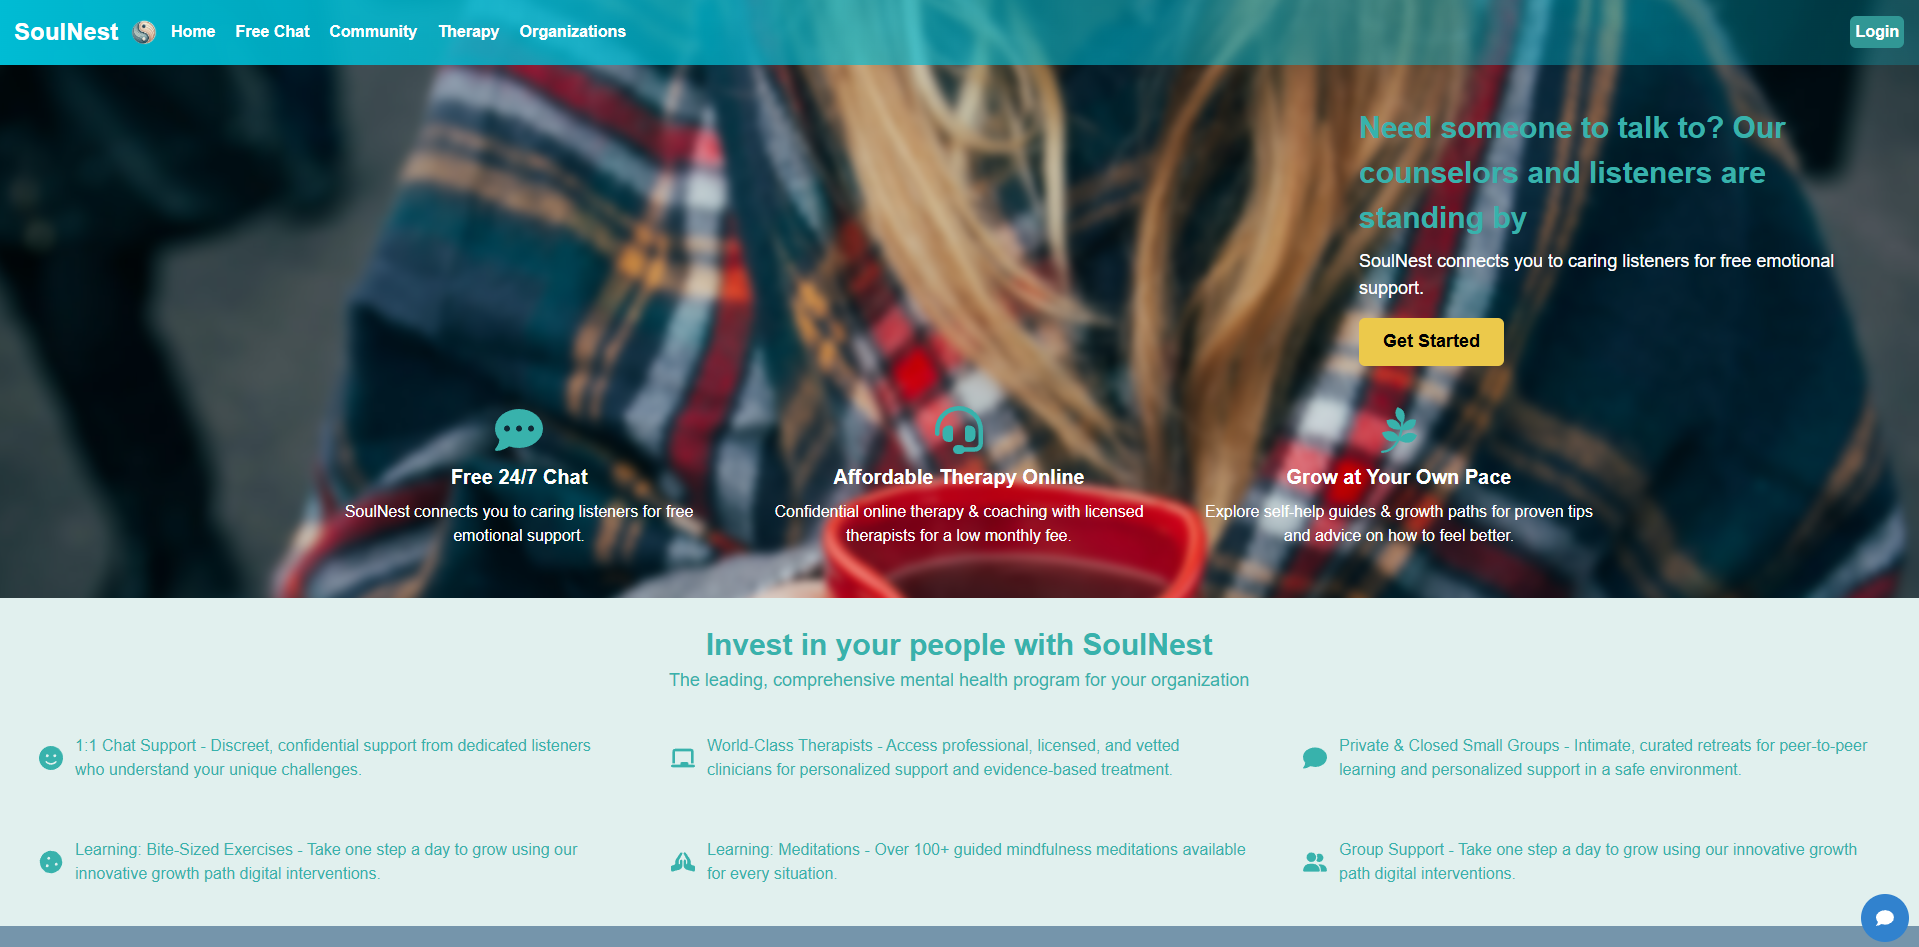 SoulNest
Home
Free Chat
Community
Therapy
Organizations
Login
Need someone to talk to? Our
counselors and listeners are
standing by
SoulNest connects you to caring listeners for free emotional
support.
Get Started
Free 24/7 Chat
SoulNest connects you to caring listeners for free
emotional support.
Affordable Therapy Online
Confidential online therapy & coaching with licensed
therapists for a low monthly fee.
Grow at Your Own Pace
Explore self-help guides & growth paths for proven tips
and advice on how to feel better.
Invest in your people with SoulNest
The leading, comprehensive mental health program for your organization
1:1 Chat Support - Discreet, confidential support from dedicated listeners
who understand your unique challenges.
World-Class Therapists - Access professional, licensed, and vetted
clinicians for personalized support and evidence-based treatment.
Private & Closed Small Groups - Intimate, curated retreats for peer-to-peer
learning and personalized support in a safe environment.
Learning: Bite-Sized Exercises - Take one step a day to grow using our
innovative growth path digital interventions.
Learning: Meditations - Over 100+ guided mindfulness meditations available
for every situation.
Group Support - Take one step a day to grow using our innovative growth
path digital interventions.